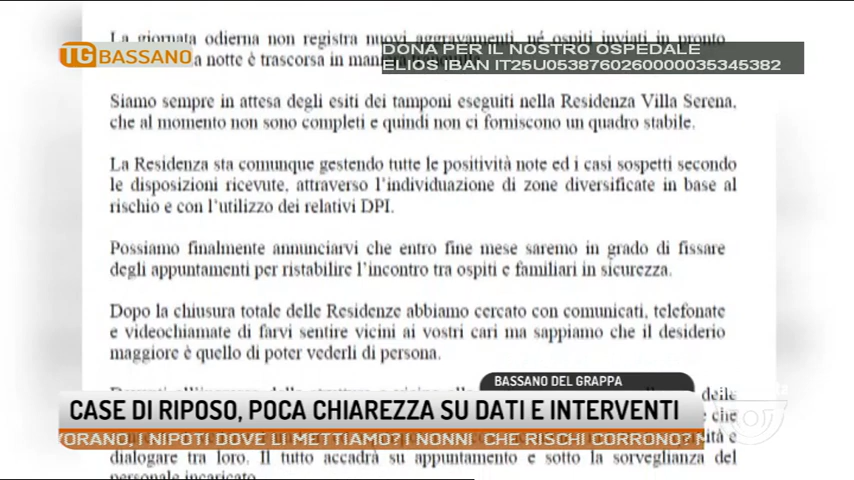 La giornata odierna non registra nuovi aggravamenti, né ospiti inviati in pronto
TG BASSANO
DONA PER IL NOSTRO OSPEDALE
ELIOS IBAN IT25U0538760260000035345382
a notte è trascorsa in
Siamo sempre in attesa degli esiti dei tamponi eseguiti nella Residenza Villa Serena,
che al momento non sono completi e quindi non ci forniscono un quadro stabile.
La Residenza sta comunque gestendo tutte le positività note ed i casi sospetti secondo
le disposizioni ricevute, attraverso l'individuazione di zone diversificate in base al
rischio e con l'utilizzo dei relativi DPI.
Possiamo finalmente annunciarvi che entro fine mese saremo in grado di fissare
degli appuntamenti per ristabilire l'incontro tra ospiti e familiari in sicurezza.
Dopo la chiusura totale delle Residenze abbiamo cercato con comunicati, telefonate
e videochiamate di farvi sentire vicini ai vostri cari ma sappiamo che il desiderio
maggiore è quello di poter vederli di persona.
delle
BASSANO DEL GRAPPA
CASE DI RIPOSO, POCA CHIAREZZA SU DATI E INTERVENTI
che
VORANO, I NIPOTI DOVE LI METTIAMO? I NONNI CHE RISCHI CORRONO?
dialogare tra loro. Il tutto accadrà su appuntamento e sotto la sorveglianza del
personale incaricato